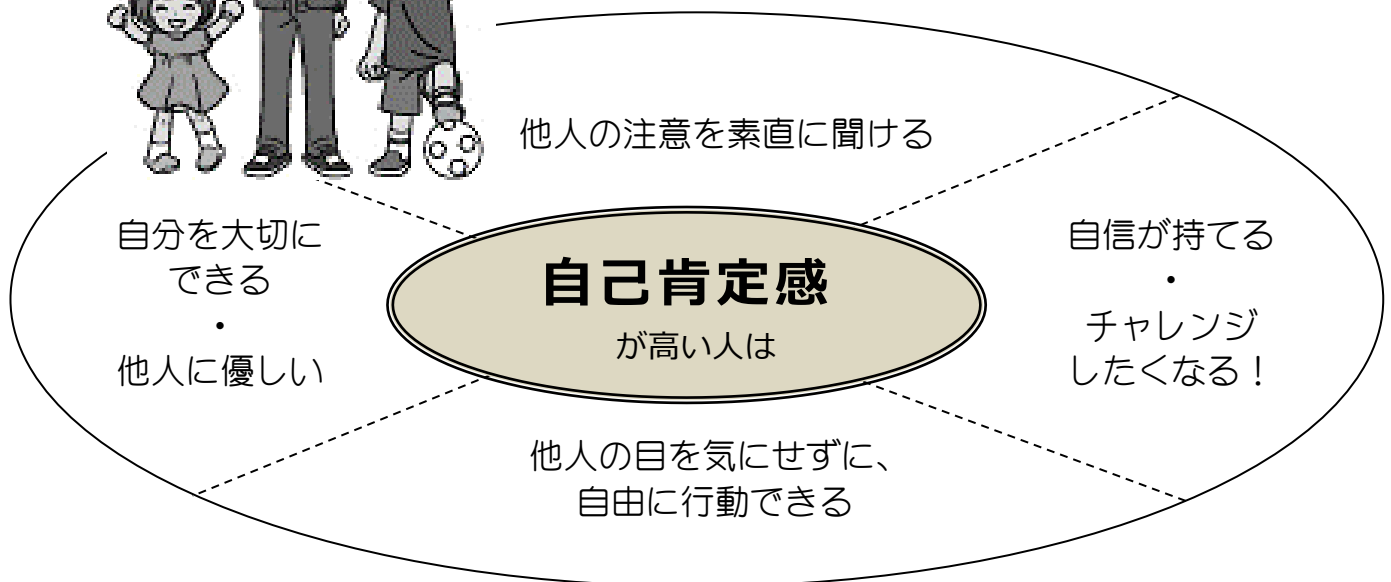 他人の注意を素直に聞ける
自分を大切に
できる
・
他人に優しい
自己肯定感
が高い人は
自信が持てる
・
チャレンジ
したくなる！
他人の目を気にせずに、
自由に行動できる